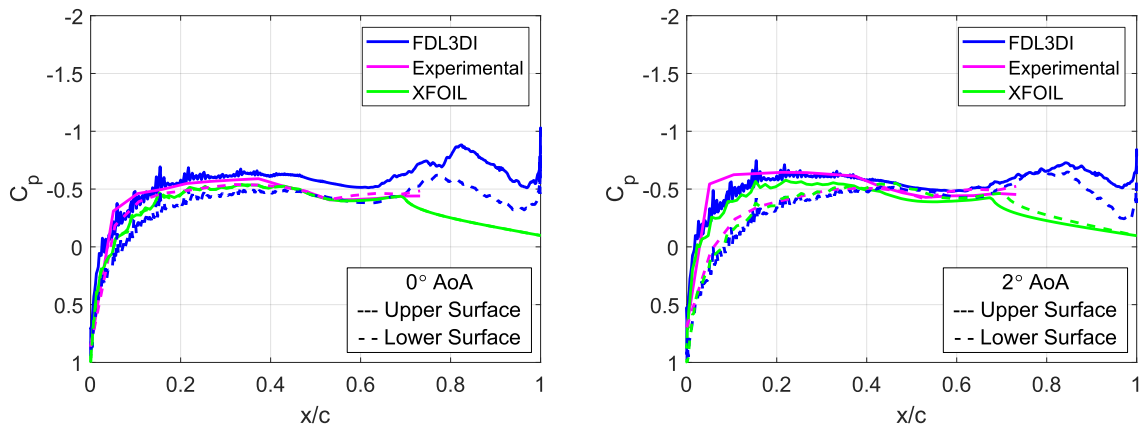 -2
-1.5
-1
-0.5
0
0.5
1
C_p
FDL3DI
Experimental
XFOIL
0° AoA
Upper Surface
Lower Surface
0 0.2 0.4 0.6 0.8 1
x/c
-2
-1.5
-1
-0.5
0
0.5
1
C_p
FDL3DI
Experimental
XFOIL
2° AoA
Upper Surface
Lower Surface
0 0.2 0.4 0.6 0.8 1
x/c